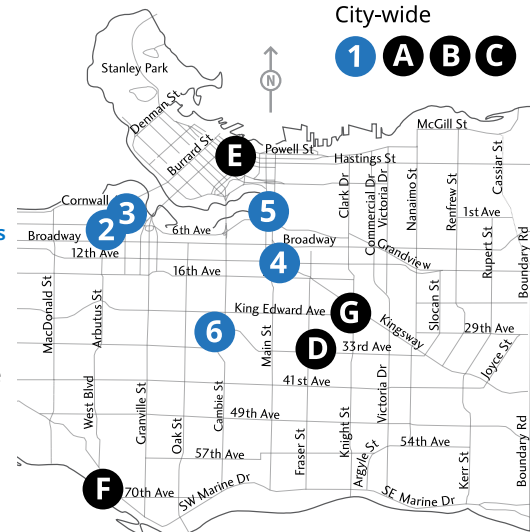 City-wide
1 A B C
Stanley Park
N
Denman St
Burrard St
E
Powell St
McGill St
Hastings St
Cassiar St
Clark Dr
Commercial Dr
Victoria Dr
Nanaimo St
Renfrew St
Cornwall
3
2
5
1st Ave
s
Broadway
6th Ave
Broadway
Grandview
Rupert St
Boundary Rd
12th Ave
16th Ave
4
MacDonald St
Arbutus St
King Edward Ave
G
Kingsway
Slocan St
29th Ave
6
Main St
D
33rd Ave
Joyce St
41st Ave
West Blvd
Granville St
Oak St
Cambie St
49th Ave
Fraser St
Knight St
Victoria Dr
Argyle St
54th Ave
Kerr St
Boundary Rd
57th Ave
F
70th Ave
SW Marine Dr
SE Marine Dr